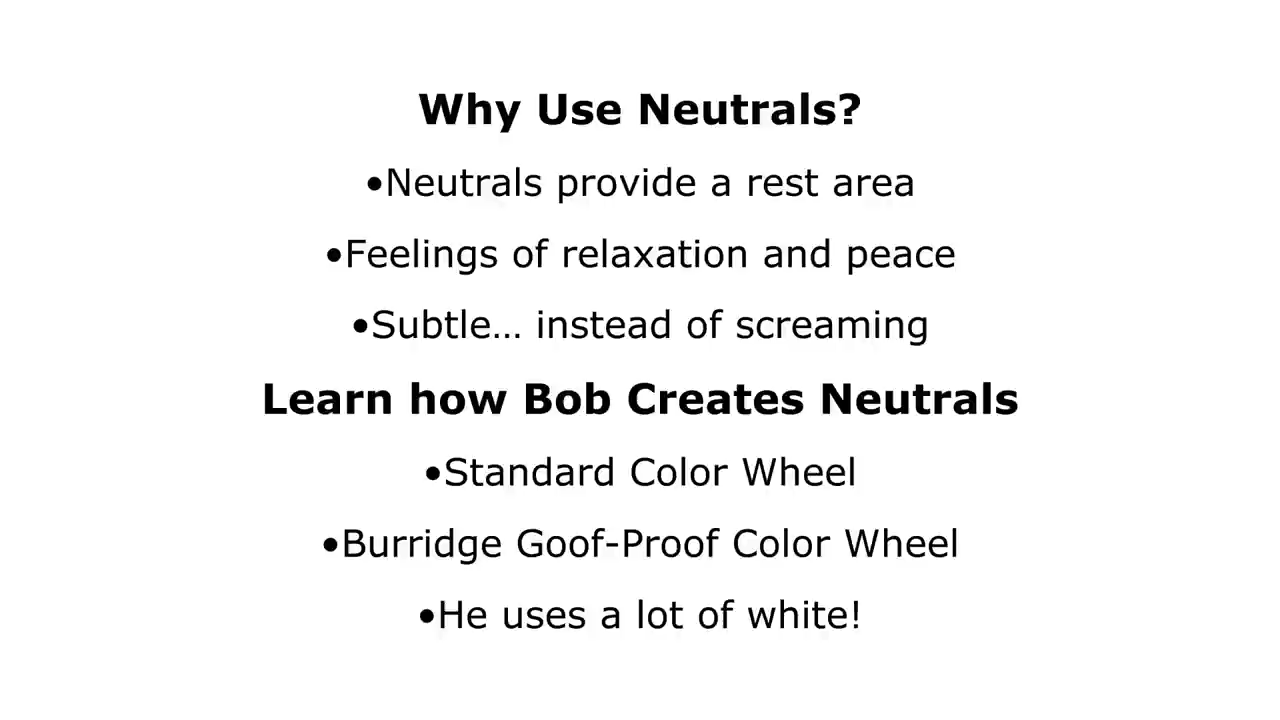 Why Use Neutrals?
•Neutrals provide a rest area
•Feelings of relaxation and peace
•Subtle... instead of screaming
Learn how Bob Creates Neutrals
•Standard Color Wheel
•Burridge Goof-Proof Color Wheel
•He uses a lot of white!